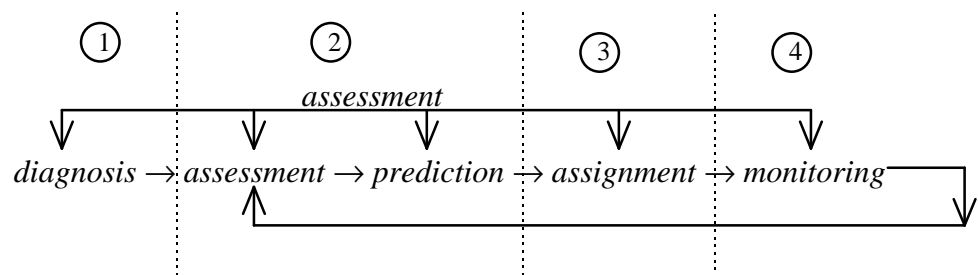 1 2 3 4
assessment
diagnosis → assessment → prediction → assignment → monitoring